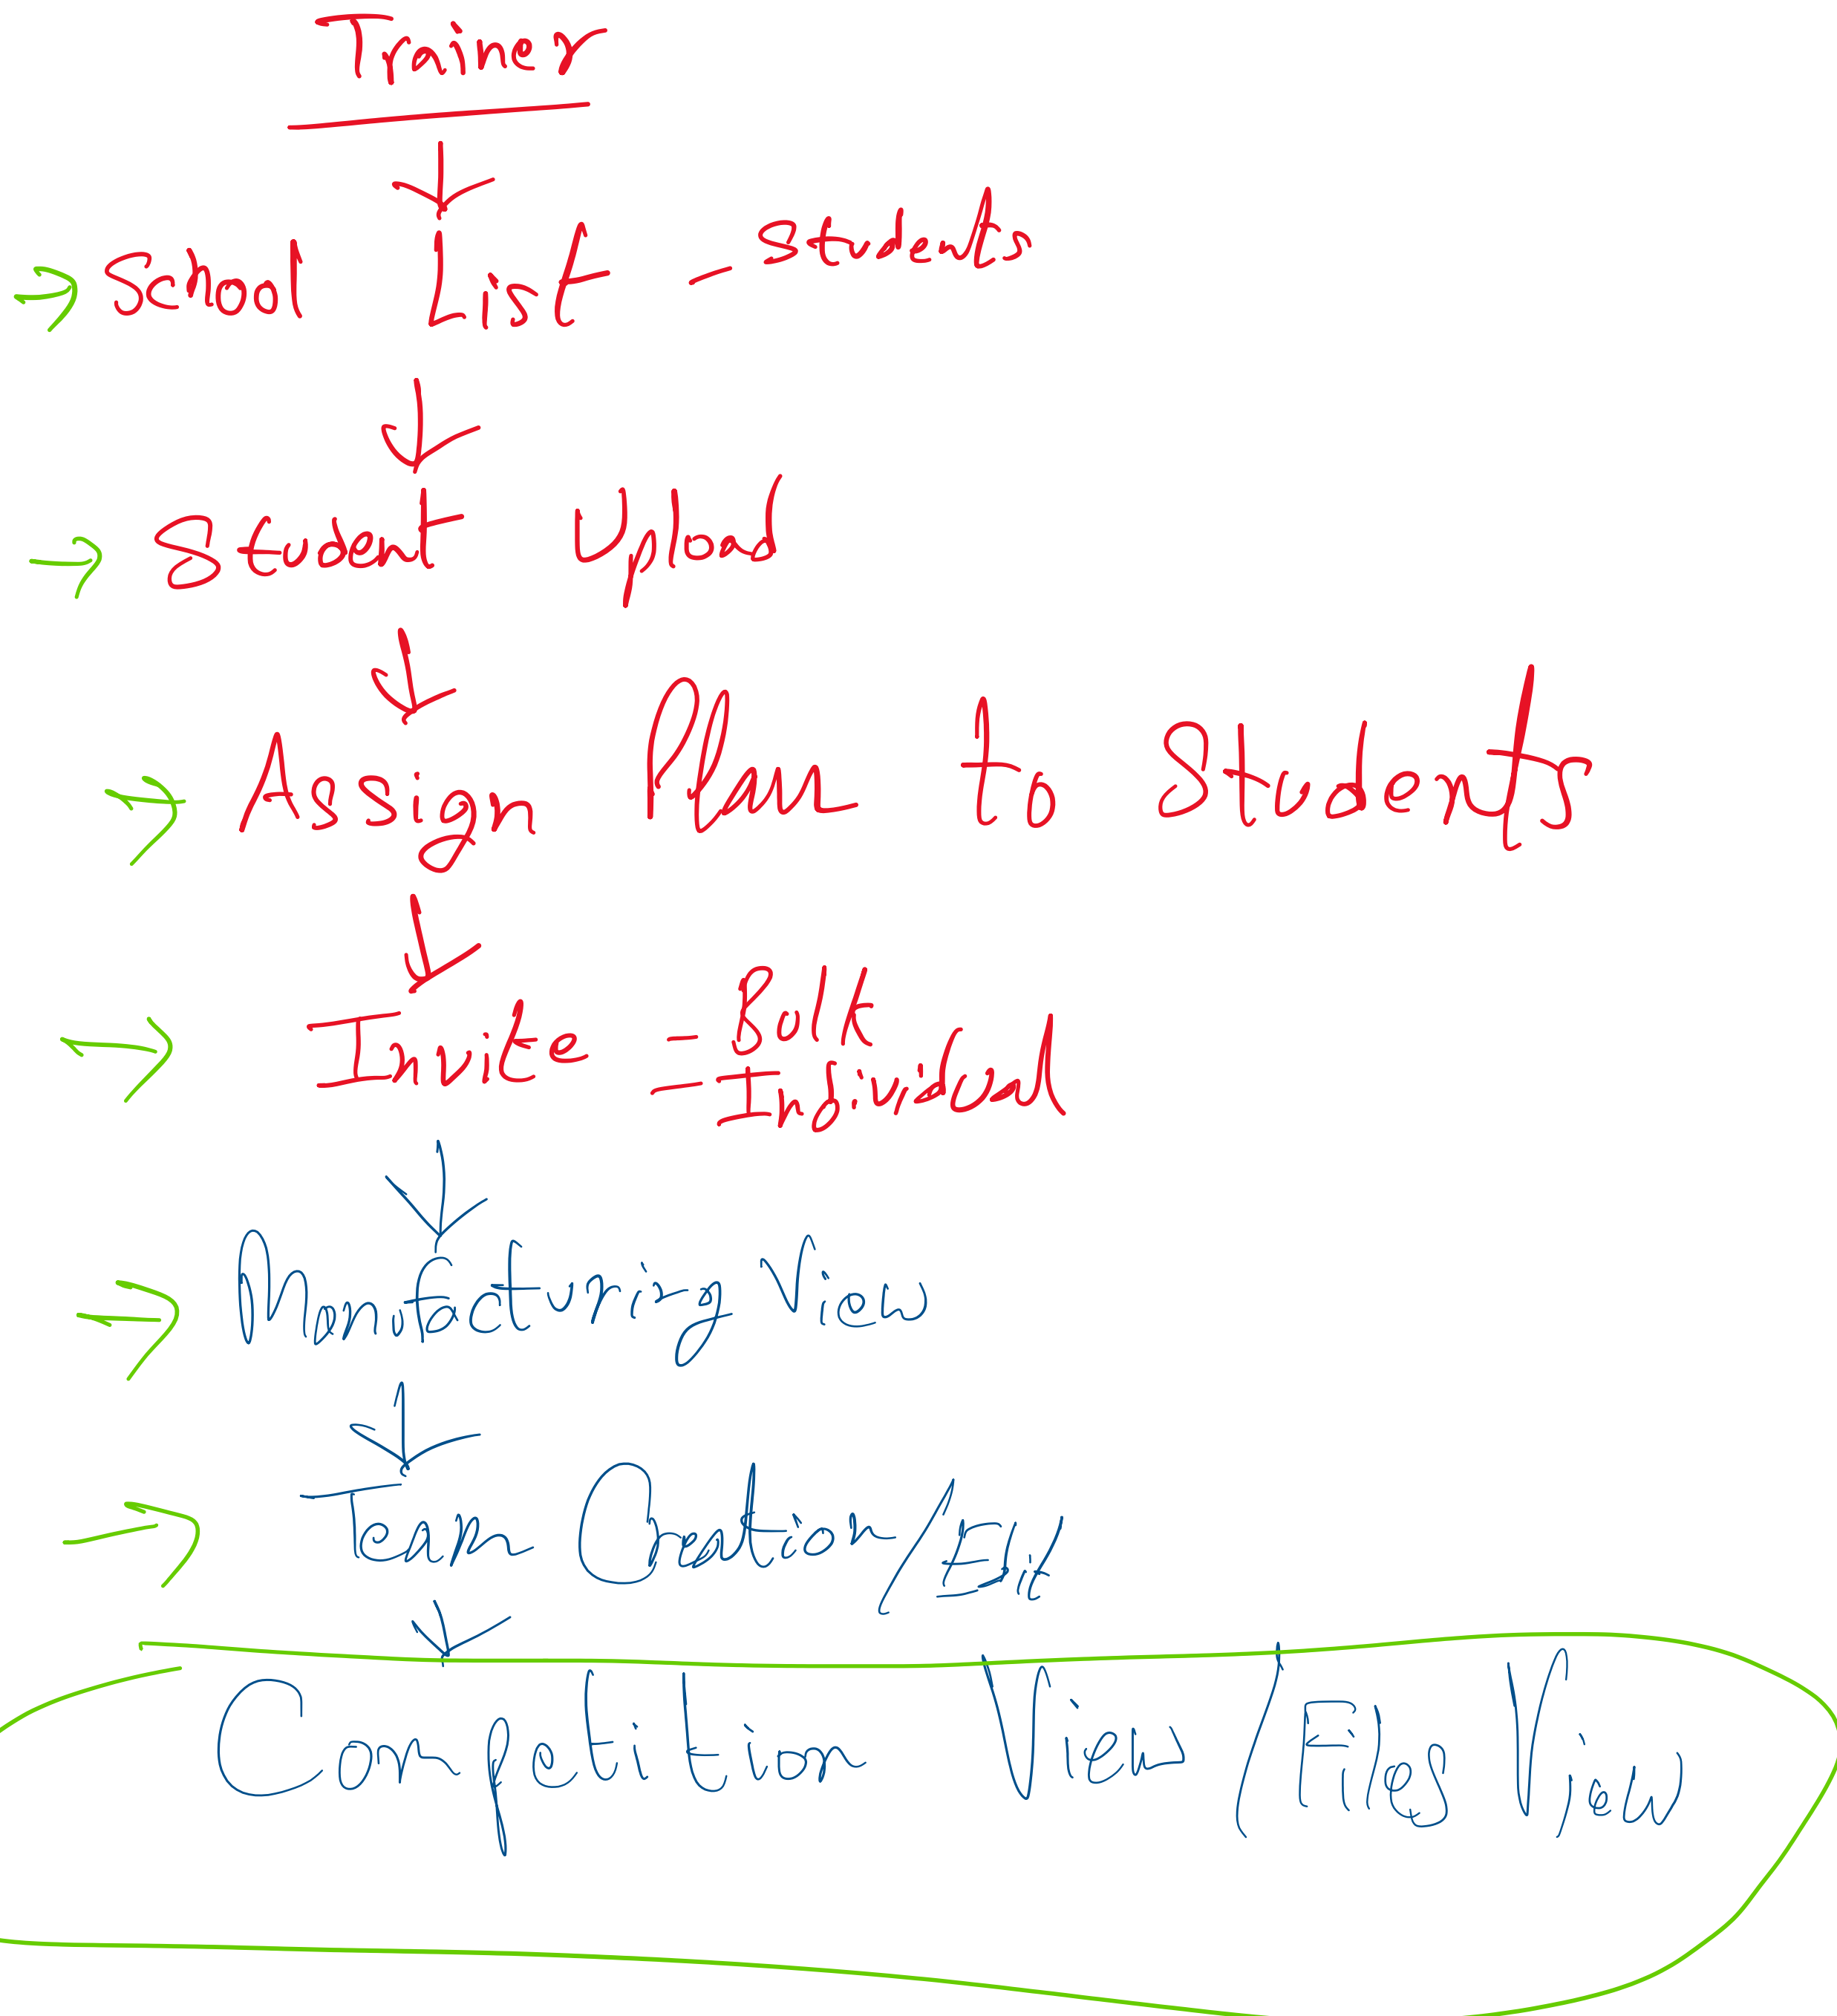 Trainer
School List - Students
Student Upload
Assign Plans to Students
Invite - Bulk
- Individual
Manufacturing View
Team Creation/Edit
Competition View/Files View